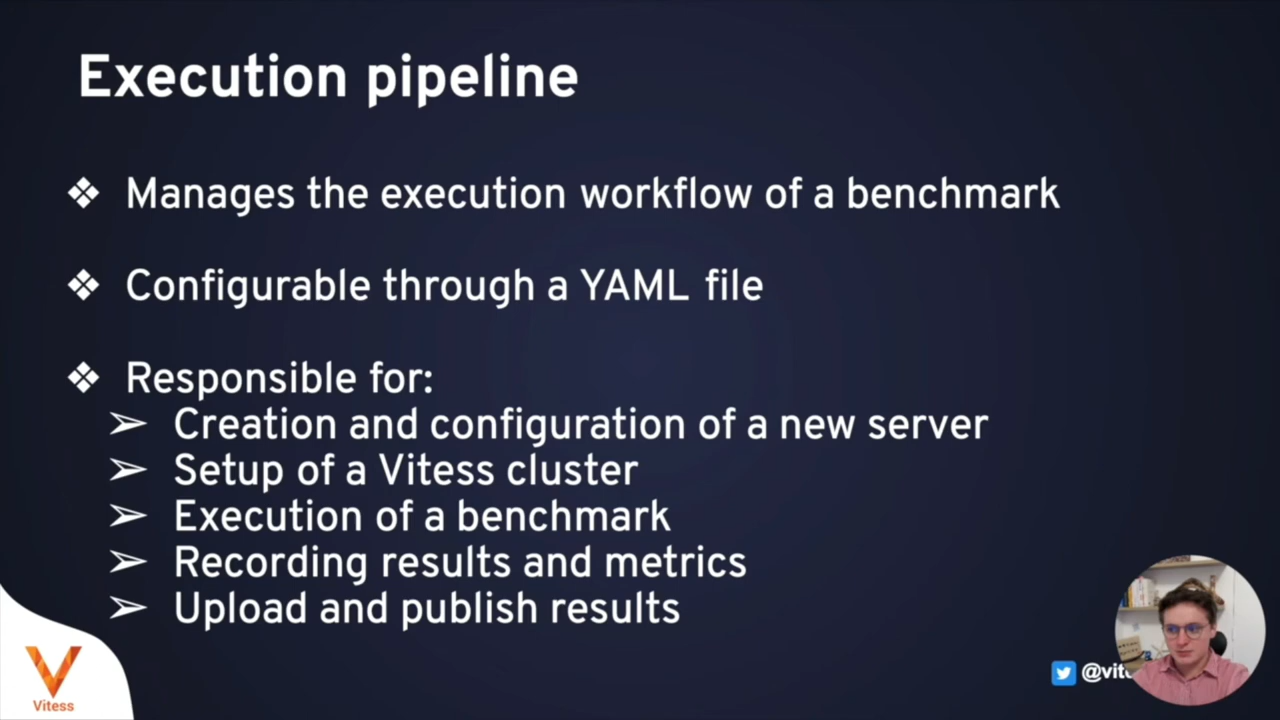 Execution pipeline
❖ Manages the execution workflow of a benchmark
❖ Configurable through a YAML file
❖ Responsible for:
➢ Creation and configuration of a new server
➢ Setup of a Vitess cluster
➢ Execution of a benchmark
➢ Recording results and metrics
➢ Upload and publish results
Vitess